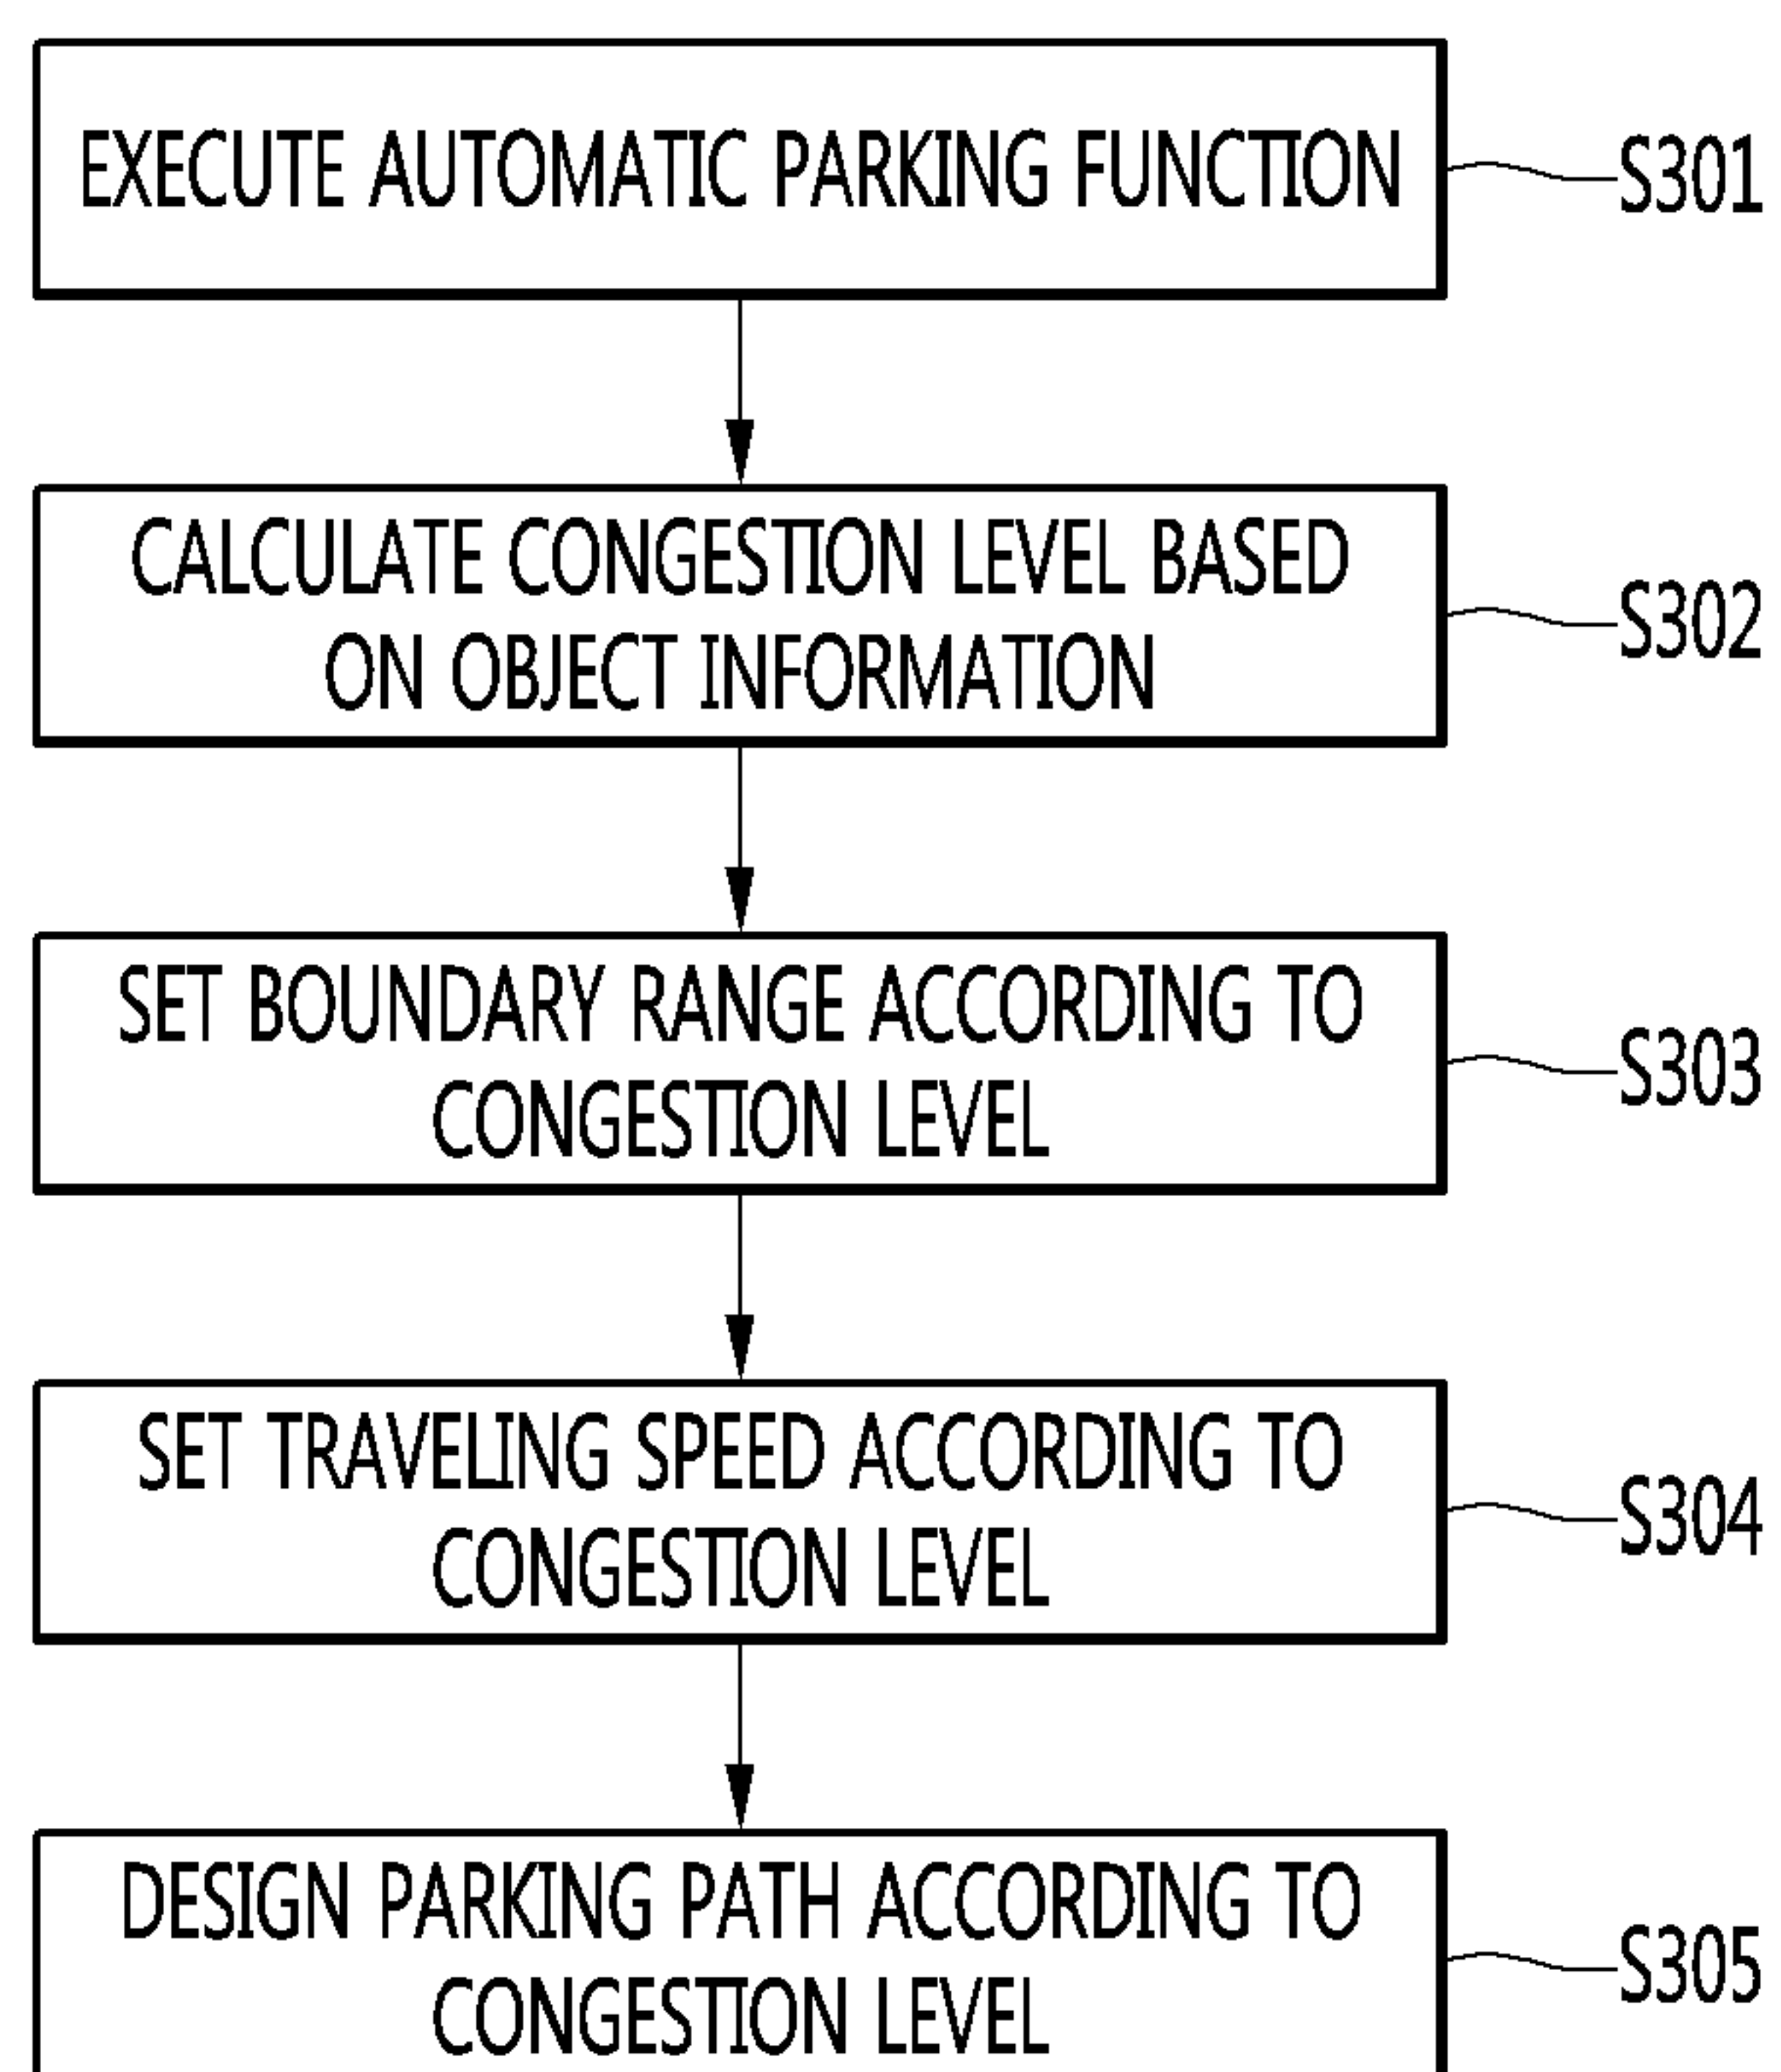 EXECUTE AUTOMATIC PARKING FUNCTION
S301
CALCULATE CONGESTION LEVEL BASED
ON OBJECT INFORMATION
S302
SET BOUNDARY RANGE ACCORDING TO
CONGESTION LEVEL
S303
SET TRAVELING SPEED ACCORDING TO
CONGESTION LEVEL
S304
DESIGN PARKING PATH ACCORDING TO
CONGESTION LEVEL
S305